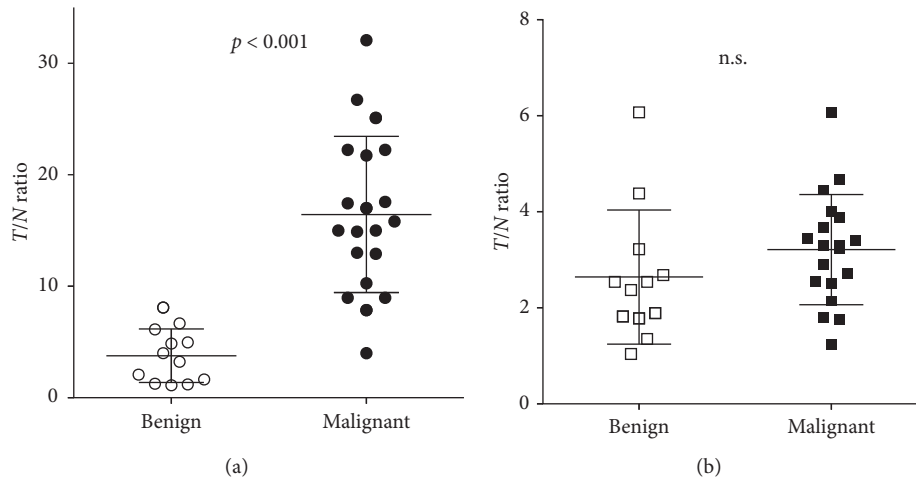 p < 0.001
T/N ratio
30
20
10
0
Benign Malignant
(a)
n.s.
T/N ratio
8
6
4
2
0
Benign Malignant
(b)